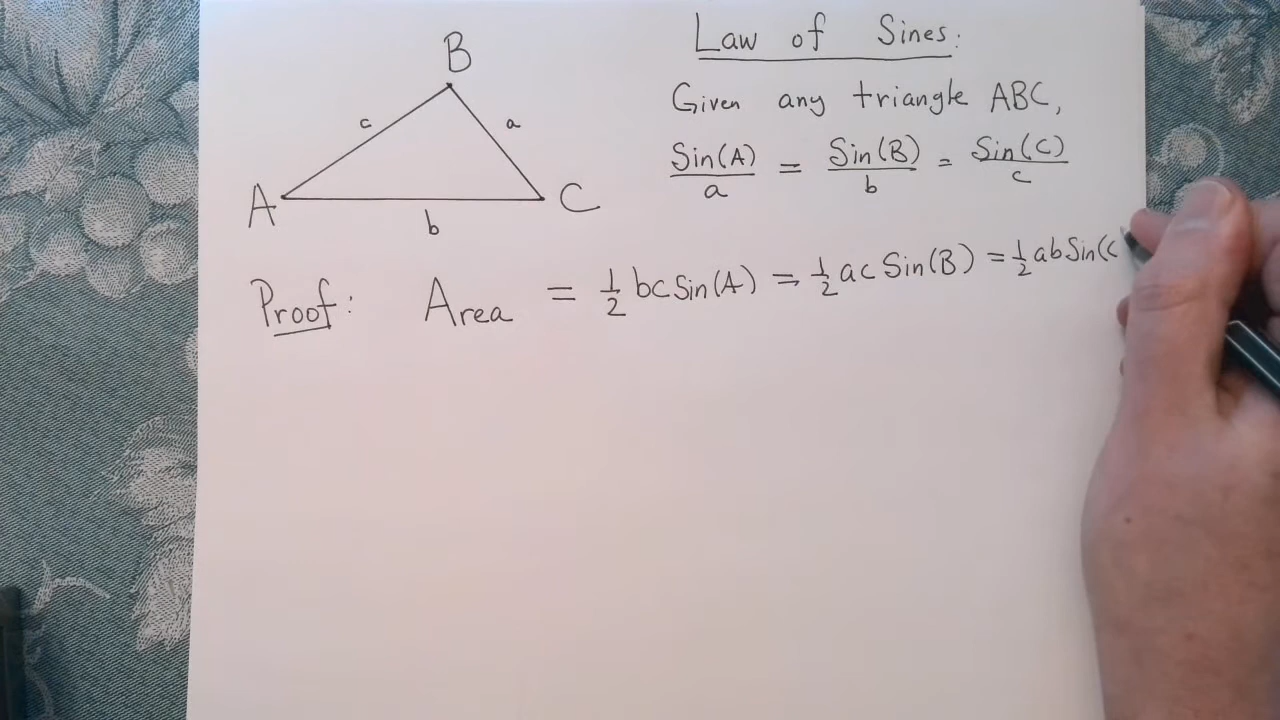 B
c
a
A
C
b
Law of Sines:
Given any triangle ABC,
Sin(A)/a = Sin(B)/b = Sin(C)/c
Proof: Area = 1/2 bc Sin(A) = 1/2 ac Sin(B) = 1/2 ab Sin(C